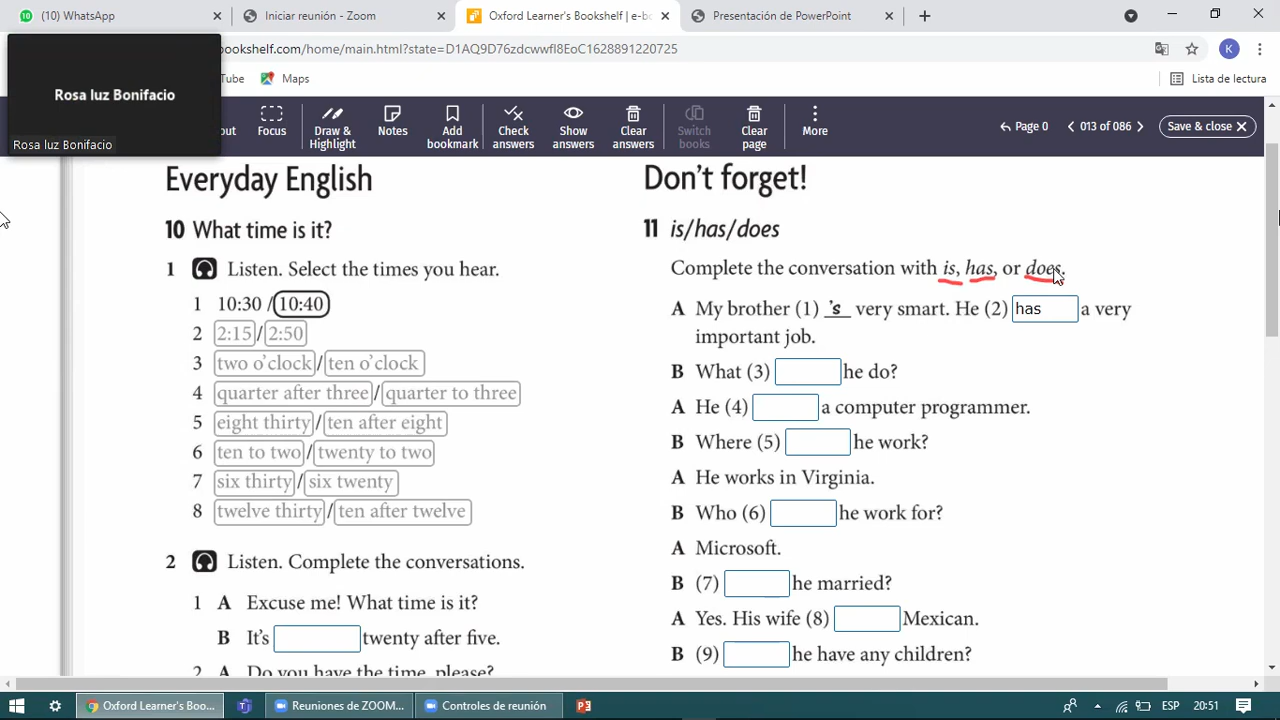 (10) WhatsApp
Iniciar reunión - Zoom
Oxford Learner's Bookshelf | e-bo
Presentación de PowerPoint
bookshelf.com/home/main.html?state=D1AQ9D76zdcwwfI8EoC1628891220725
K
Tube
Maps
Lista de lectura
Rosa luz Bonifacio
Rosa luz Bonifacio
out
Focus
Draw & Highlight
Notes
Add bookmark
Check answers
Show answers
Clear answers
Switch books
Clear page
More
Page 0
013 of 086
Save & close
Everyday English
10 What time is it?
1 Listen. Select the times you hear.
1 10:30 / 10:40
2 2:15 / 2:50
3 two o'clock / ten o'clock
4 quarter after three / quarter to three
5 eight thirty / ten after eight
6 ten to two / twenty to two
7 six thirty / six twenty
8 twelve thirty / ten after twelve
2 Listen. Complete the conversations.
1 A Excuse me! What time is it?
B It's twenty after five.
2 A Do you have the time, please?
Don't forget!
11 is/has/does
Complete the conversation with is, has, or does.
A My brother (1) 's very smart. He (2) has a very
important job.
B What (3) he do?
A He (4) a computer programmer.
B Where (5) he work?
A He works in Virginia.
B Who (6) he work for?
A Microsoft.
B (7) he married?
A Yes. His wife (8) Mexican.
B (9) he have any children?
Oxford Learner's Boo...
Reuniones de ZOOM...
Controles de reunión
ESP
20:51